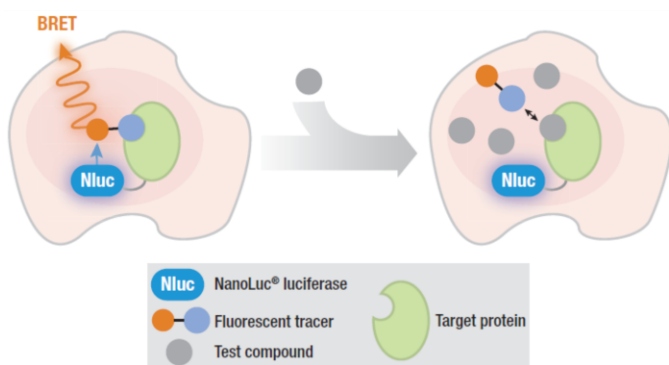 BRET
Nluc
Nluc
Nluc NanoLuc® luciferase
Fluorescent tracer
Target protein
Test compound